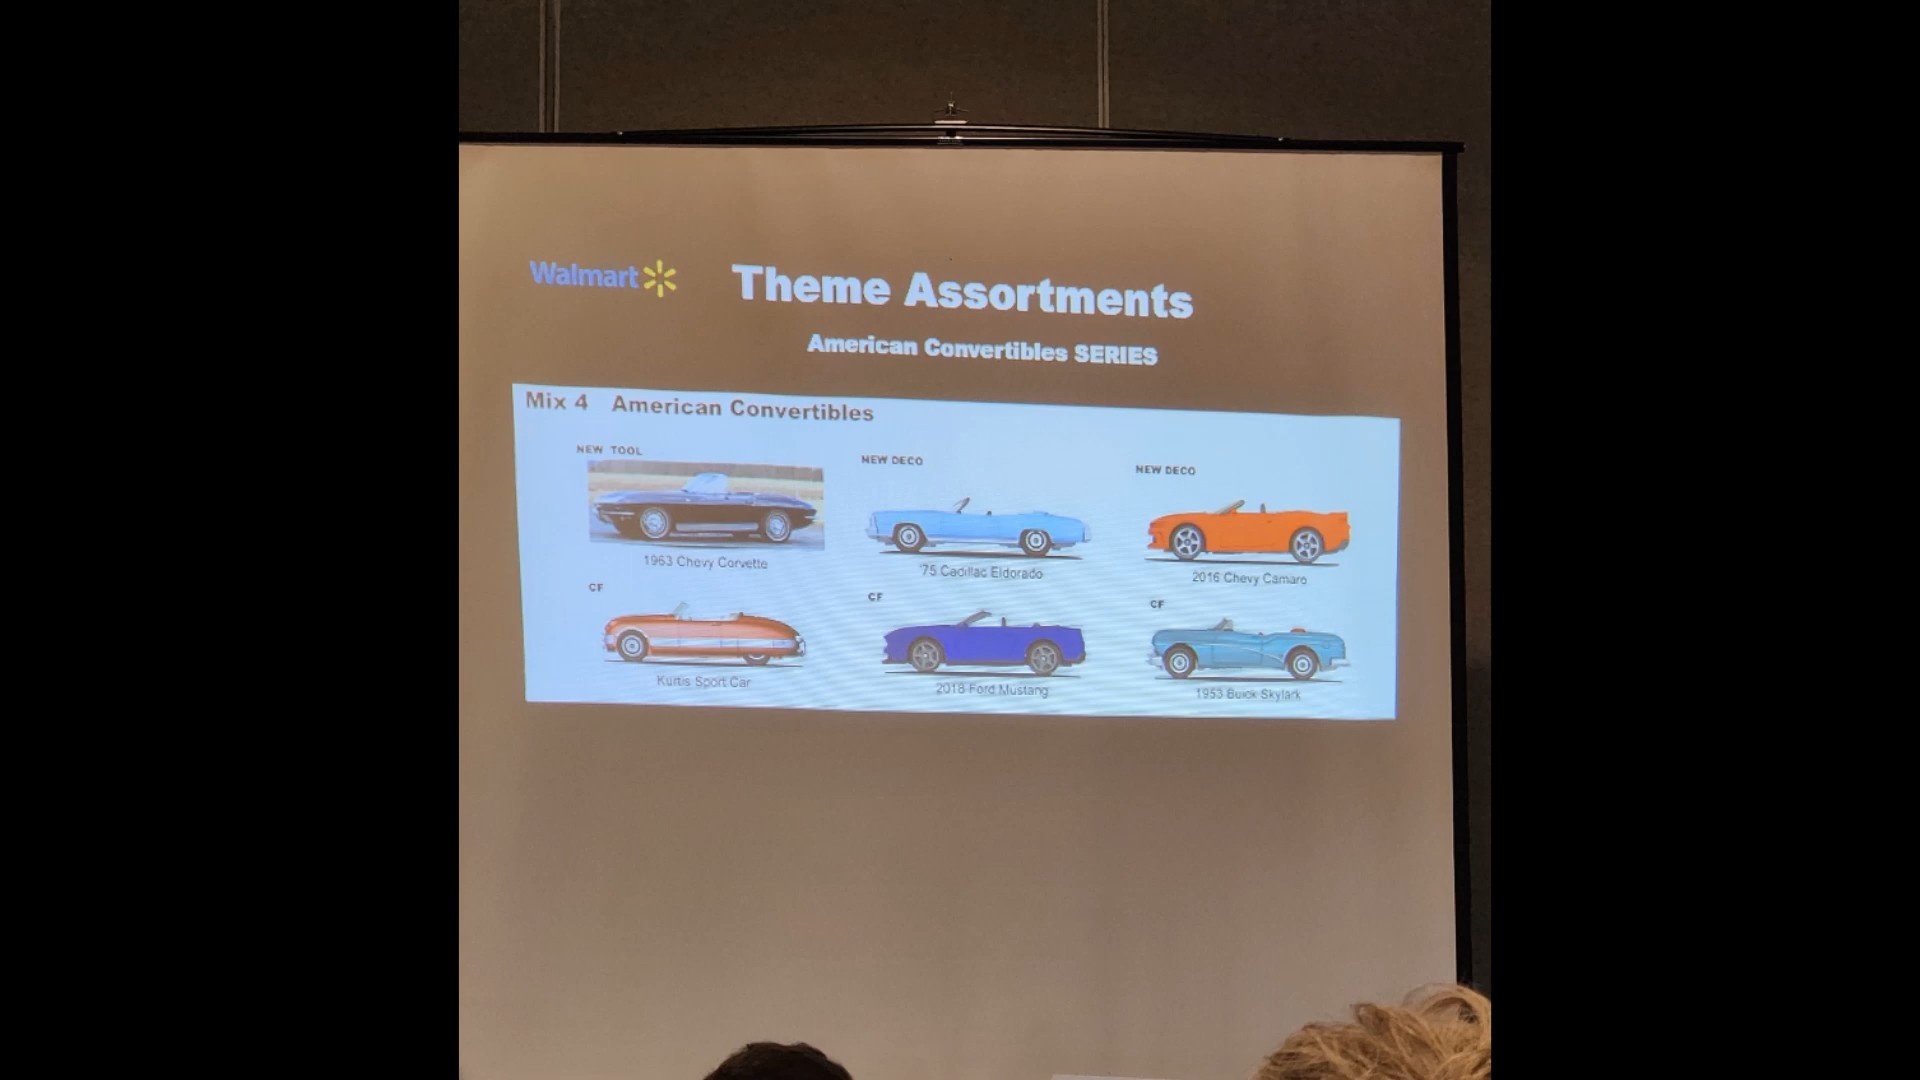 Walmart
Theme Assortments
American Convertibles SERIES
Mix 4 American Convertibles
NEW TOOL
NEW DECO
NEW DECO
1963 Chevy Corvette
'75 Cadillac Eldorado
2016 Chevy Camaro
CF
CF
CF
Kurtis Sport Car
2018 Ford Mustang
1953 Buick Skylark